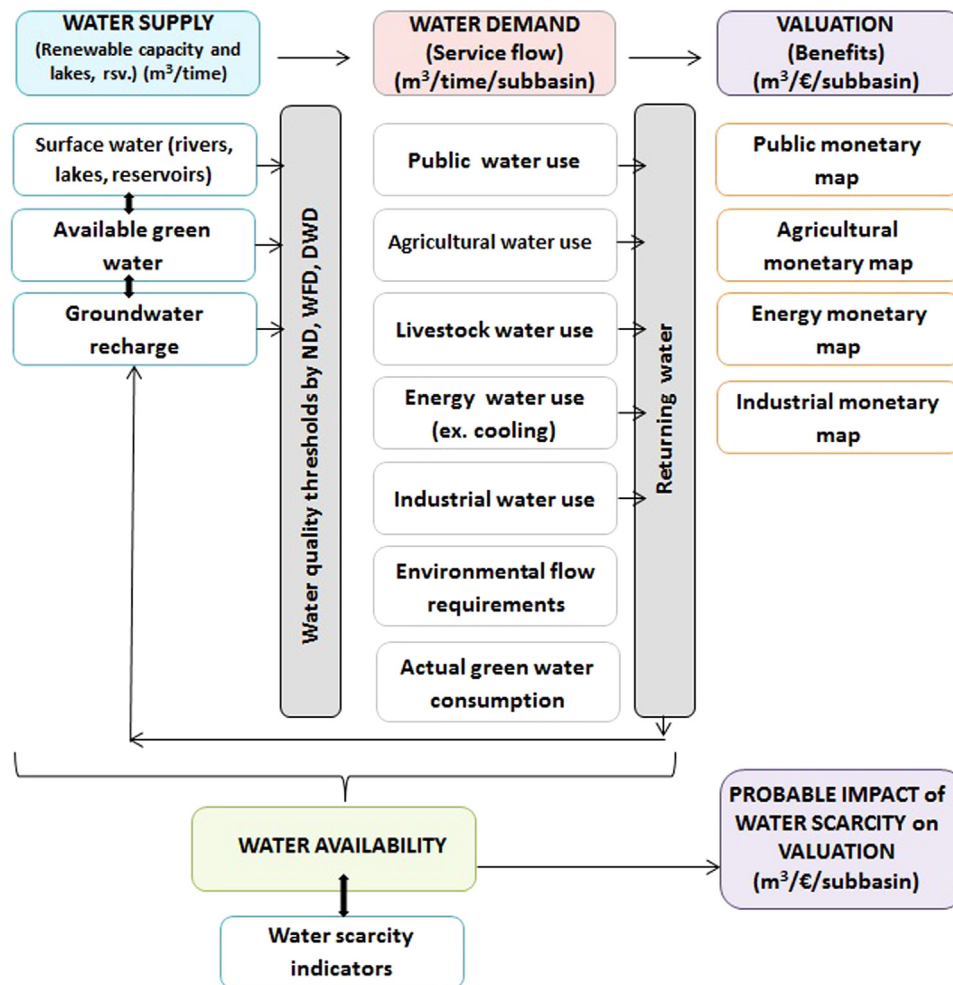 WATER SUPPLY
(Renewable capacity and
lakes, rsv.) (m³/time)
WATER DEMAND
(Service flow)
(m³/time/subbasin)
VALUATION
(Benefits)
(m³/€/subbasin)
Surface water (rivers,
lakes, reservoirs)
Available green
water
Groundwater
recharge
Water quality thresholds by ND, WFD, DWD
Public water use
Agricultural water use
Livestock water use
Energy water use
(ex. cooling)
Industrial water use
Environmental flow
requirements
Actual green water
consumption
Returning water
Public monetary
map
Agricultural
monetary map
Energy monetary
map
Industrial monetary
map
WATER AVAILABILITY
Water scarcity
indicators
PROBABLE IMPACT of
WATER SCARCITY on
VALUATION
(m³/€/subbasin)